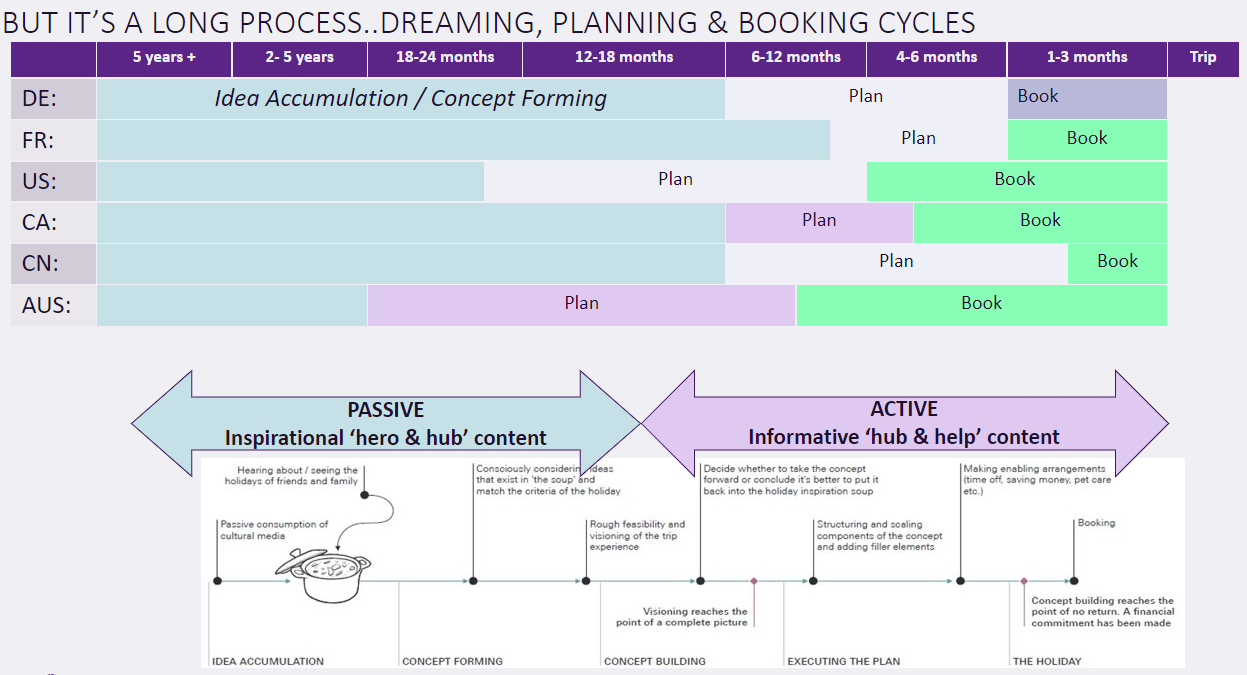 BUT IT’S A LONG PROCESS..DREAMING, PLANNING & BOOKING CYCLES
5 years + 2- 5 years 18-24 months 12-18 months 6-12 months 4-6 months 1-3 months Trip
DE: Idea Accumulation / Concept Forming Plan Book
FR: Plan Book
US: Plan Book
CA: Plan Book
CN: Plan Book
AUS: Plan Book
PASSIVE
Inspirational ‘hero & hub’ content
ACTIVE
Informative ‘hub & help’ content
Hearing about / seeing the
holidays of friends and family
Consciously considering ideas
that exist in 'the soup' and
match the criteria of the holiday
Decide whether to take the concept
forward or conclude it's better to put it
back into the holiday inspiration soup
Making enabling arrangements
(time off, saving money, pet care
etc.)
Passive consumption of
cultural media
Rough feasibility and
visioning of the trip
experience
Structuring and scaling
components of the concept
and adding filler elements
Booking
Visioning reaches the
point of a complete picture
Concept building reaches the
point of no return. A financial
commitment has been made
IDEA ACCUMULATION
CONCEPT FORMING
CONCEPT BUILDING
EXECUTING THE PLAN
THE HOLIDAY